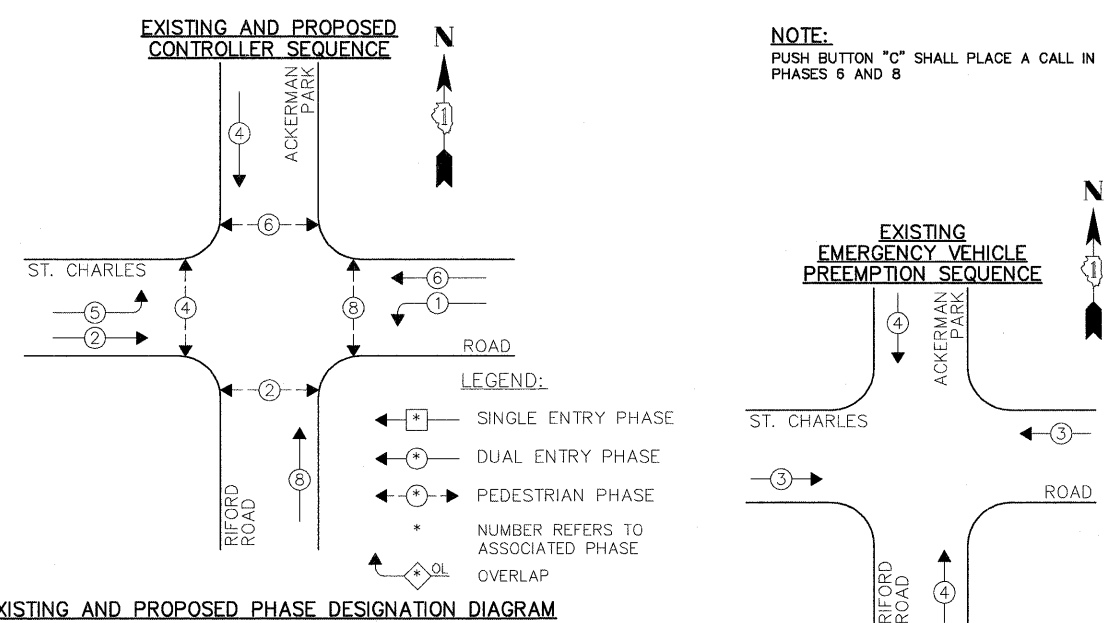 EXISTING AND PROPOSED
CONTROLLER SEQUENCE
N
1
ACKERMAN
PARK
4
6
ST. CHARLES
5
2
4
8
6
1
ROAD
2
8
RIFORD
ROAD
LEGEND:
* SINGLE ENTRY PHASE
* DUAL ENTRY PHASE
* PEDESTRIAN PHASE
* NUMBER REFERS TO
ASSOCIATED PHASE
* OL OVERLAP
XISTING AND PROPOSED PHASE DESIGNATION DIAGRAM
NOTE:
PUSH BUTTON "C" SHALL PLACE A CALL IN
PHASES 6 AND 8
N
1
EXISTING
EMERGENCY VEHICLE
PREEMPTION SEQUENCE
4
ACKERMAN
PARK
ST. CHARLES
3
3
ROAD
RIFORD
ROAD
4